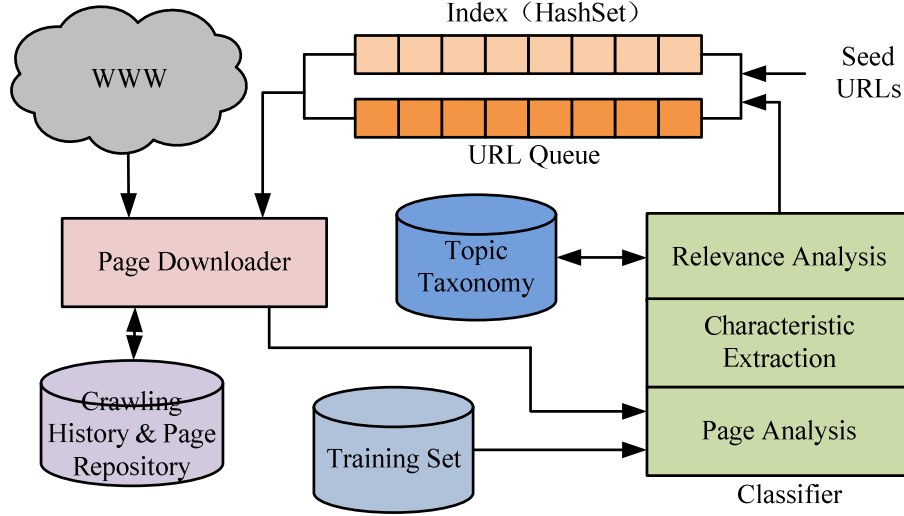 Index（HashSet）
WWW
Seed
URLs
URL Queue
Page Downloader
Topic
Taxonomy
Relevance Analysis
Characteristic
Extraction
Crawling
History & Page
Repository
Training Set
Page Analysis
Classifier